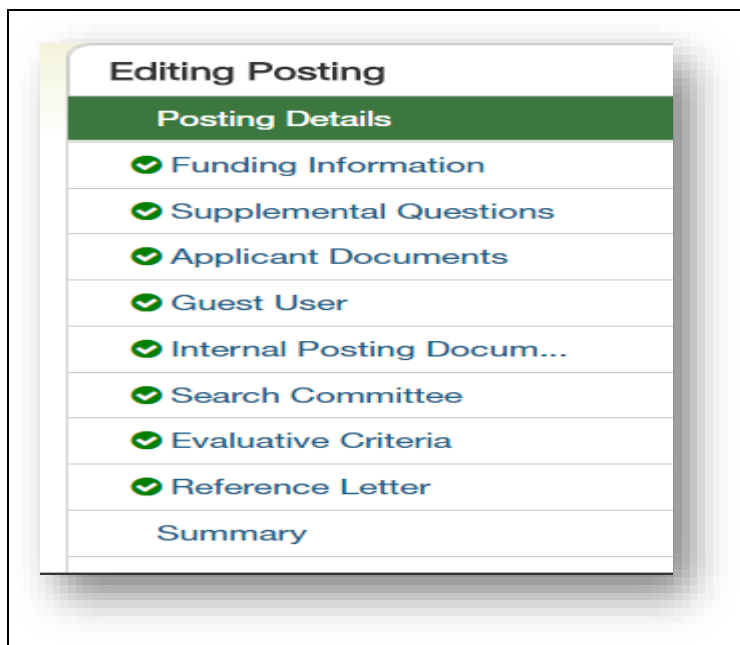 Editing Posting
Posting Details
Funding Information
Supplemental Questions
Applicant Documents
Guest User
Internal Posting Docum...
Search Committee
Evaluative Criteria
Reference Letter
Summary